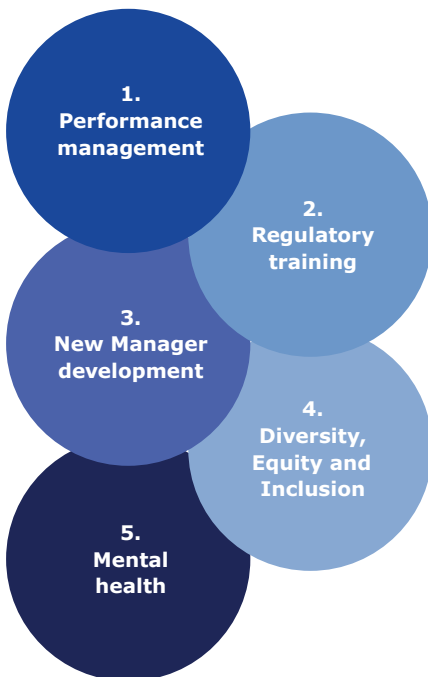 1.
Performance
management
2.
Regulatory
training
3.
New Manager
development
4.
Diversity,
Equity and
Inclusion
5.
Mental
health